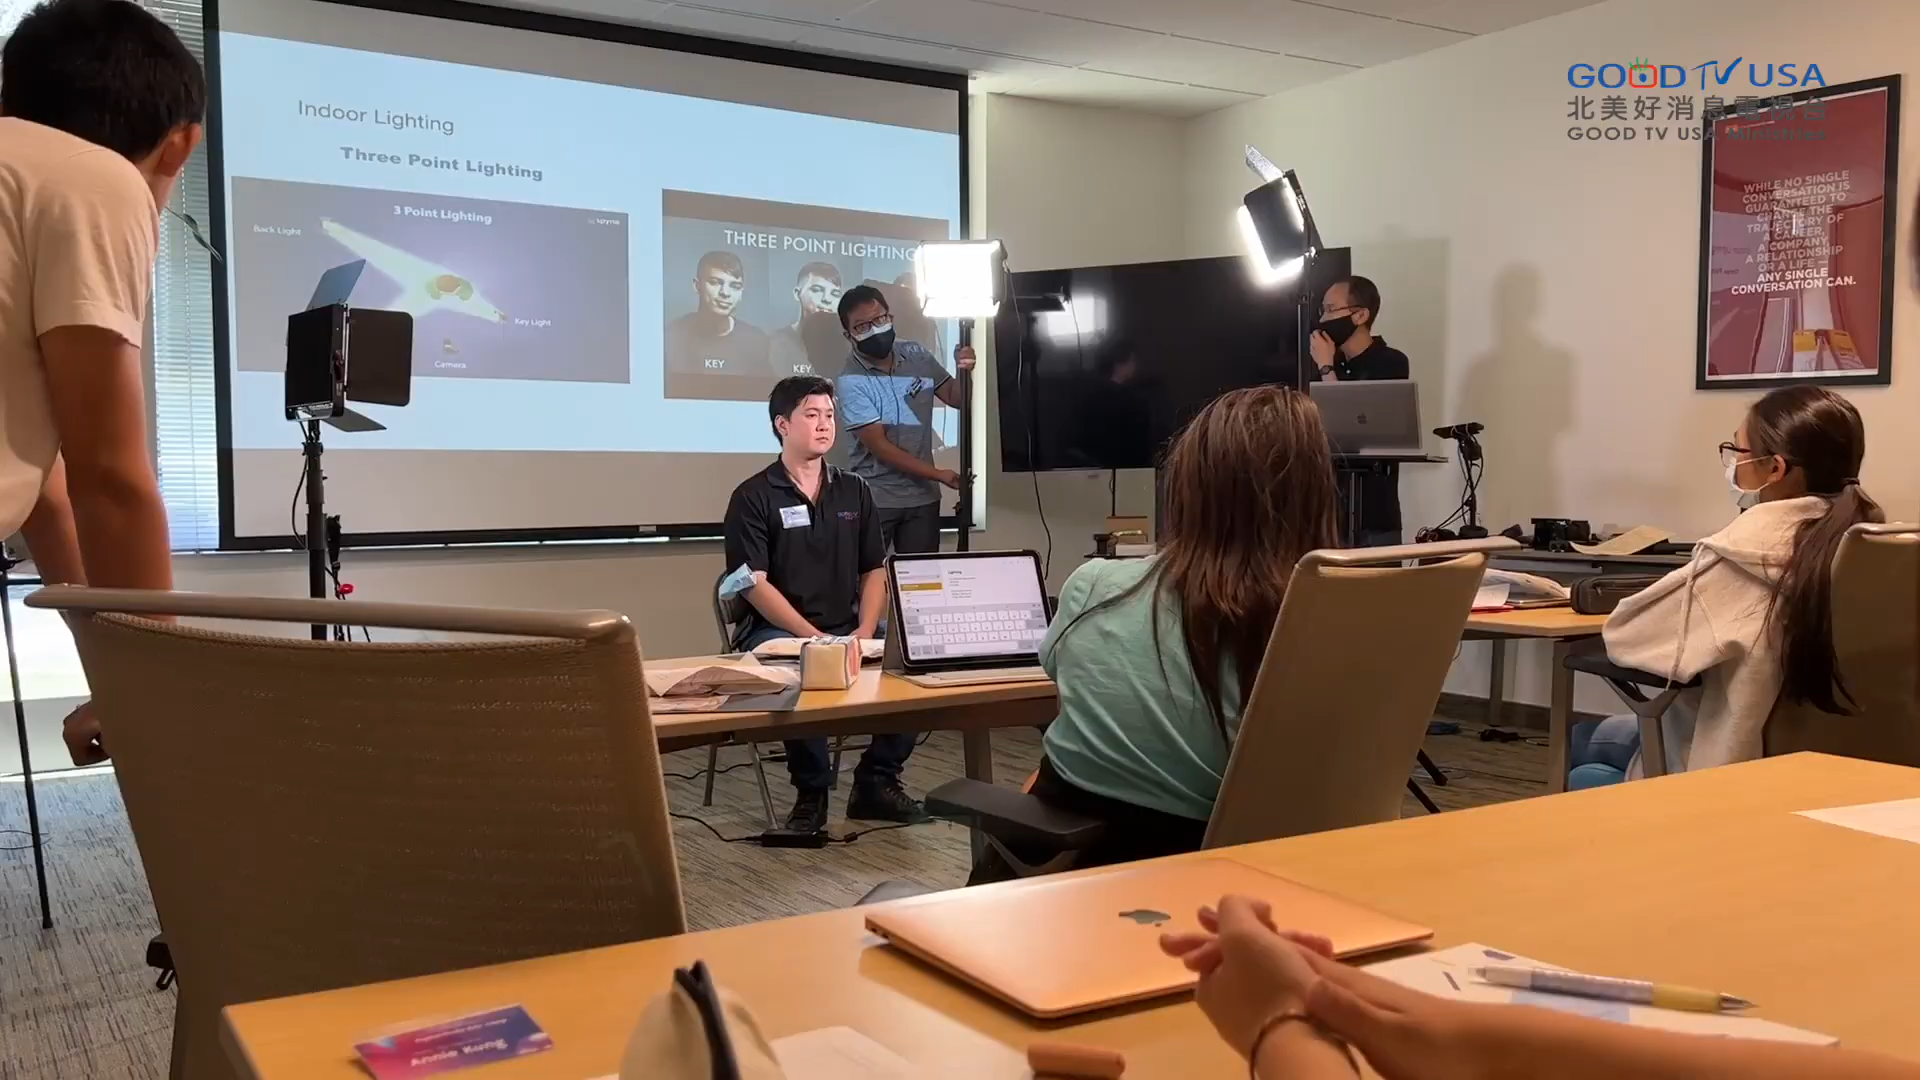 GOOD TV USA
北美好消息電視台
GOOD TV USA Ministries
Indoor Lighting
Three Point Lighting
3 Point Lighting
spyne
Back Light
Key Light
Camera
THREE POINT LIGHTING
KEY
KEY
WHILE NO SINGLE
CONVERSATION IS
GUARANTEED TO
CHANGE THE
TRAJECTORY OF
A CAREER,
A COMPANY,
A RELATIONSHIP
OR A LIFE —
ANY SINGLE
CONVERSATION CAN.
Lighting
Annie Kung